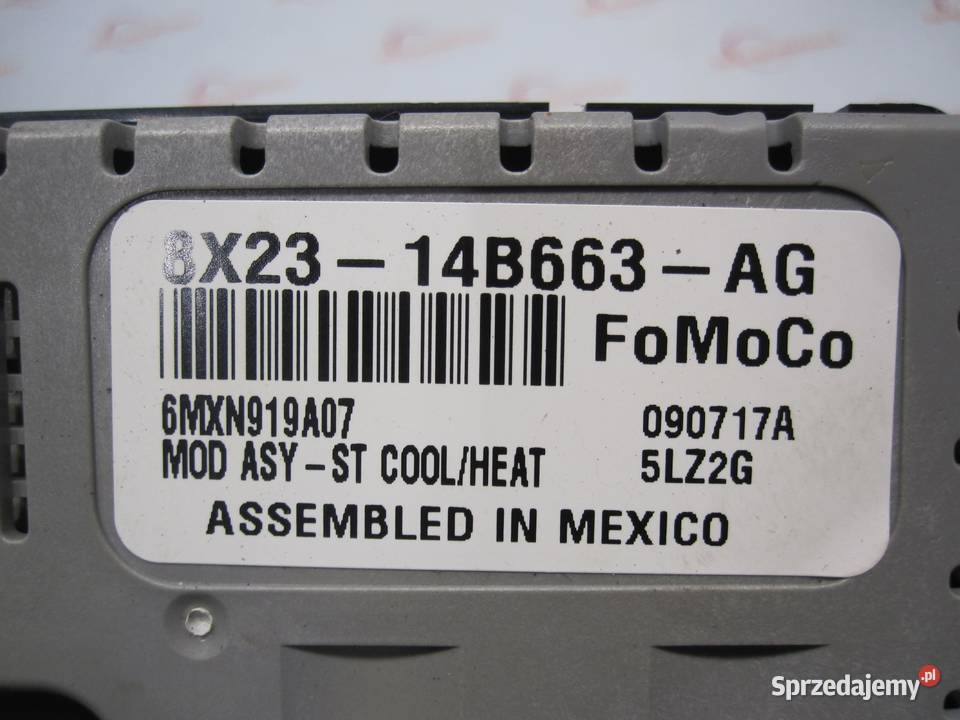 8X23-14B663-AG
FoMoCo
6MXN919A07 090717A
MOD ASY-ST COOL/HEAT 5LZ2G
ASSEMBLED IN MEXICO
Sprzedajemy.pl